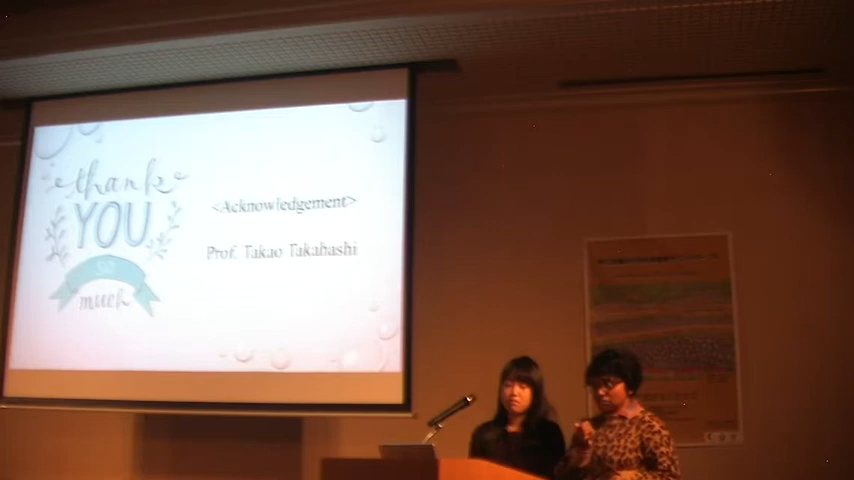 thank
YOU
so
much
<Acknowledgement>
Prof. Takao Takahashi